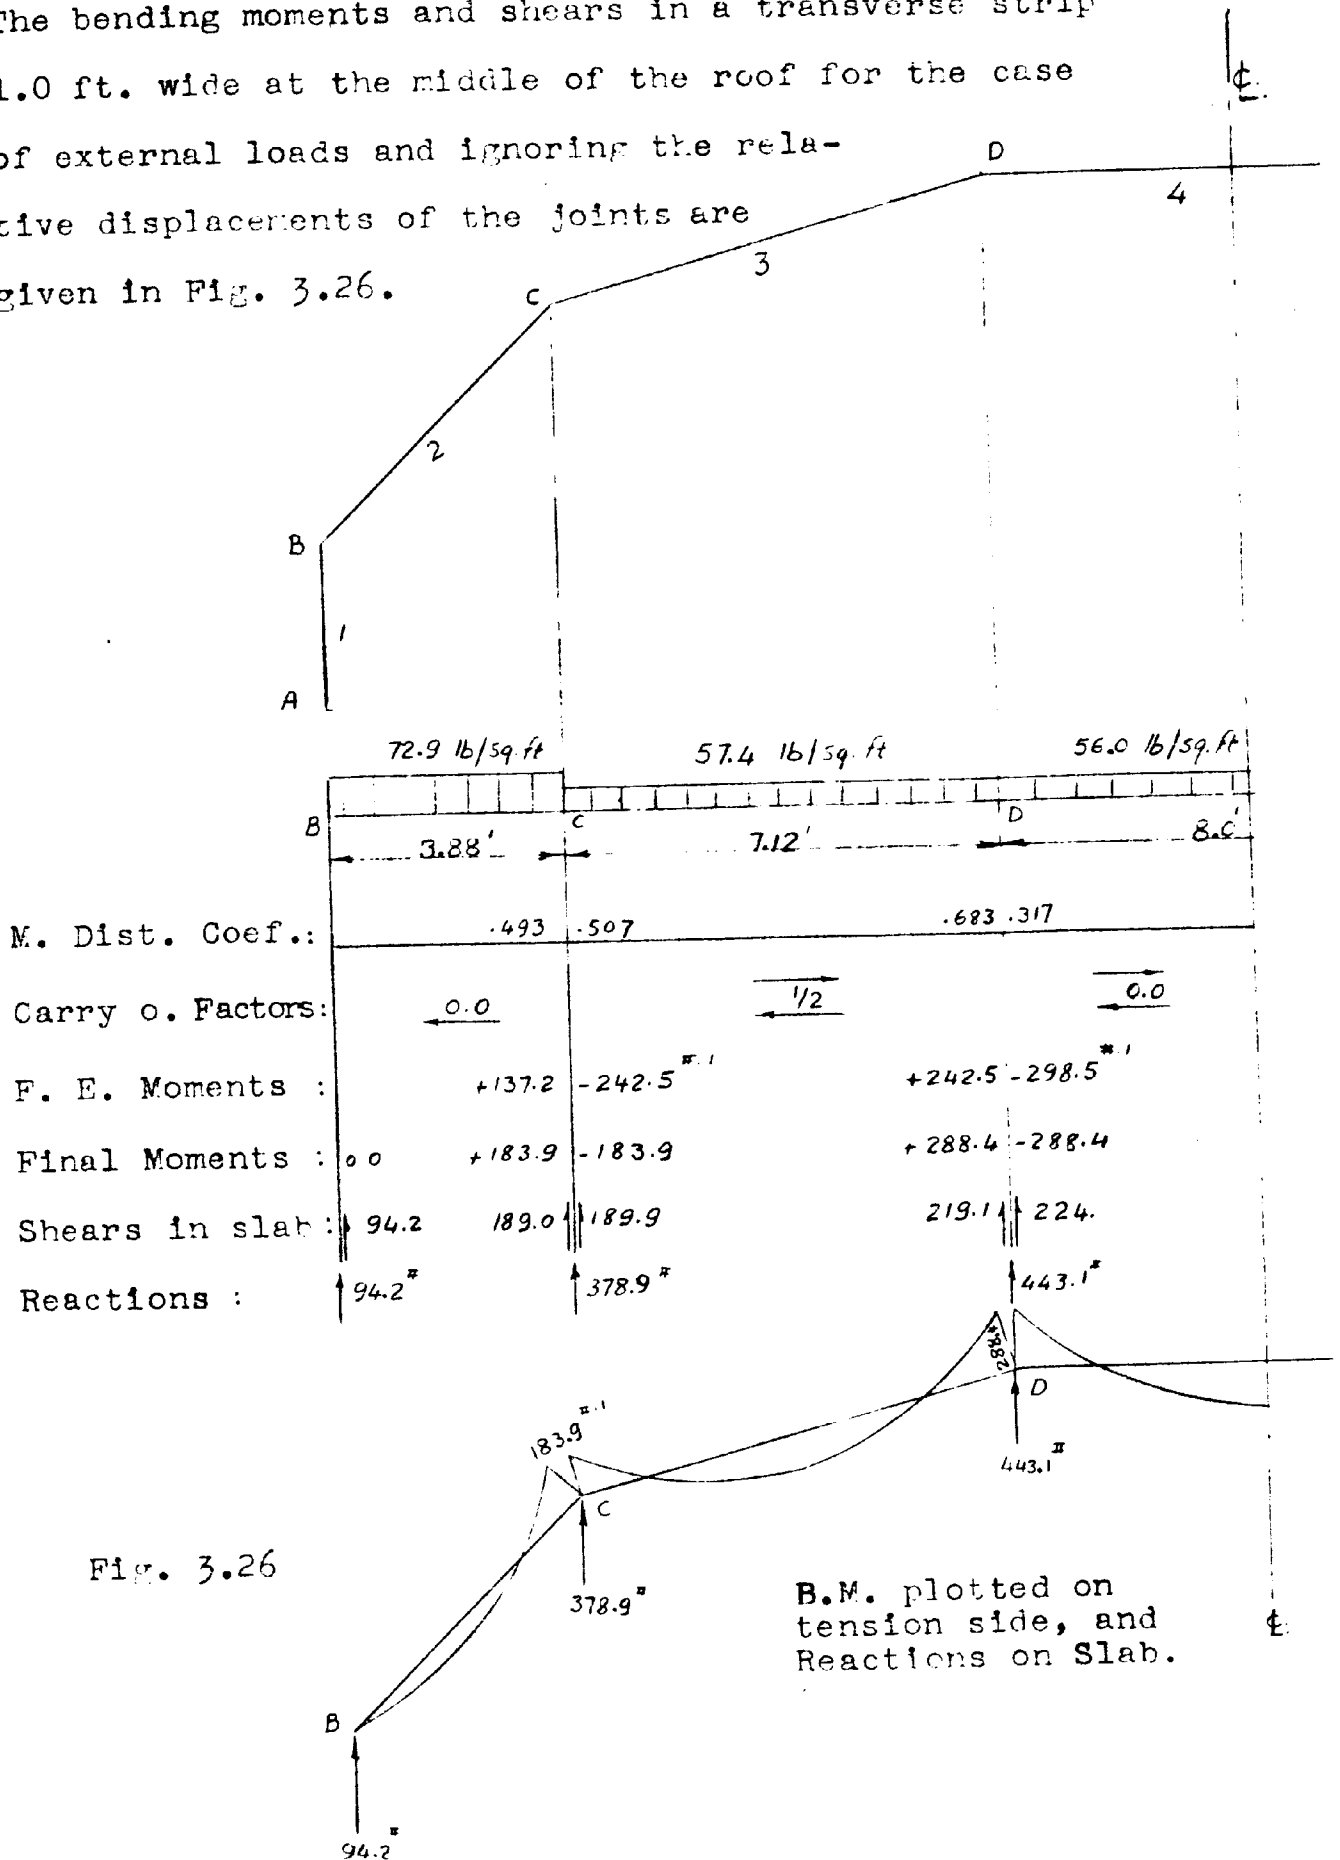 The bending moments and shears in a transverse strip
1.0 ft. wide at the middle of the roof for the case
of external loads and ignoring the rela-
tive displacements of the joints are
given in Fig. 3.26.
℄
D
4
3
C
2
B
1
A
72.9 lb/sq.ft 57.4 lb/sq.ft 56.0 lb/sq.ft
B C D
3.88' 7.12' 8.0'
M. Dist. Coef.: .493 .507 .683 .317
Carry o. Factors: 0.0 1/2 0.0
F. E. Moments : +137.2 -242.5 #.' +242.5 -298.5 #.'
Final Moments : 00 +183.9 -183.9 +288.4 -288.4
Shears in slab : 94.2 189.0 189.9 219.1 224.
Reactions : 94.2# 378.9# 443.1#
288.4
D
183.9 #.'
443.1#
C
Fig. 3.26
378.9#
B.M. plotted on
tension side, and
Reactions on Slab.
℄
B
94.2#